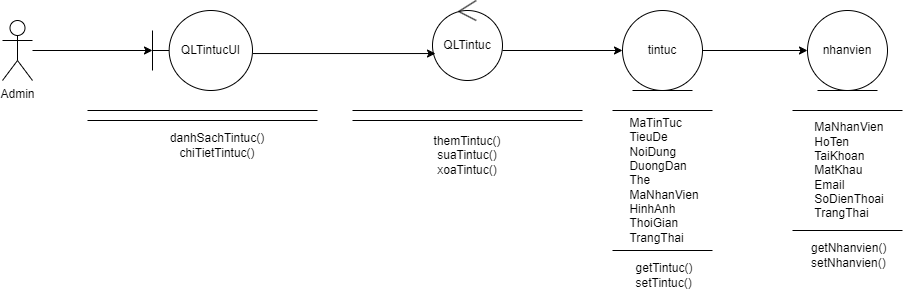 Admin
QLTintucUI
danhSachTintuc()
chiTietTintuc()
QLTintuc
themTintuc()
suaTintuc()
xoaTintuc()
tintuc
MaTinTuc
TieuDe
NoiDung
DuongDan
The
MaNhanVien
HinhAnh
ThoiGian
TrangThai
getTintuc()
setTintuc()
nhanvien
MaNhanVien
HoTen
TaiKhoan
MatKhau
Email
SoDienThoai
TrangThai
getNhanvien()
setNhanvien()